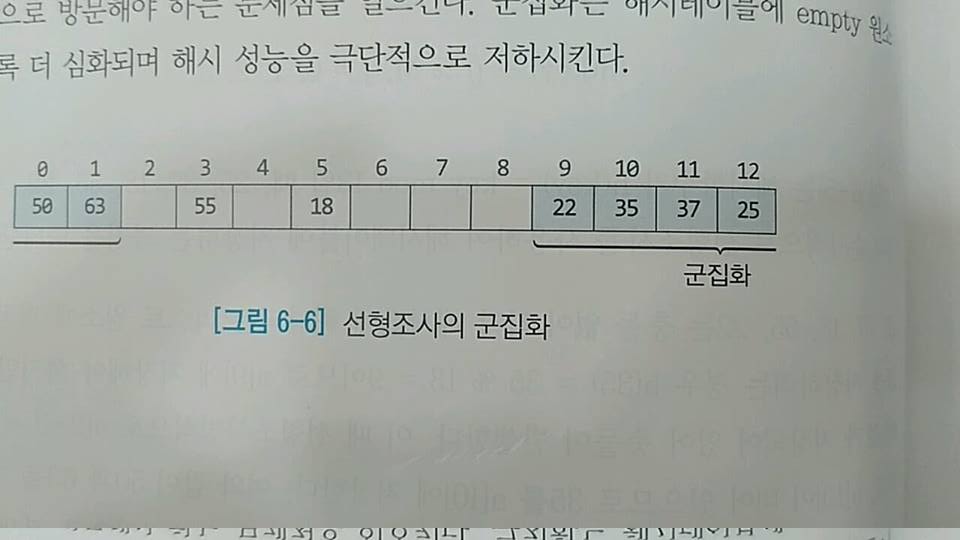 으로 방문해야 하는 문제점을 일으킨다. 군집화는 해시테이블에 empty 원소
록 더 심화되며 해시 성능을 극단적으로 저하시킨다.
0 1 2 3 4 5 6 7 8 9 10 11 12
50 63 55 18 22 35 37 25
군집화
[그림 6-6] 선형조사의 군집화